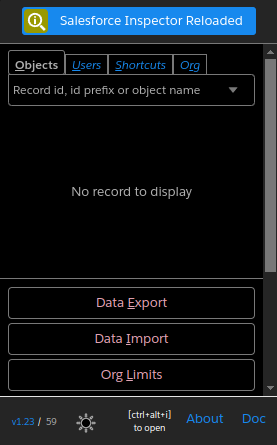 Salesforce Inspector Reloaded
Objects Users Shortcuts Org
Record id, id prefix or object name
No record to display
Data Export
Data Import
Org Limits
v1.23 / 59 [ctrl+alt+i] to open About Doc